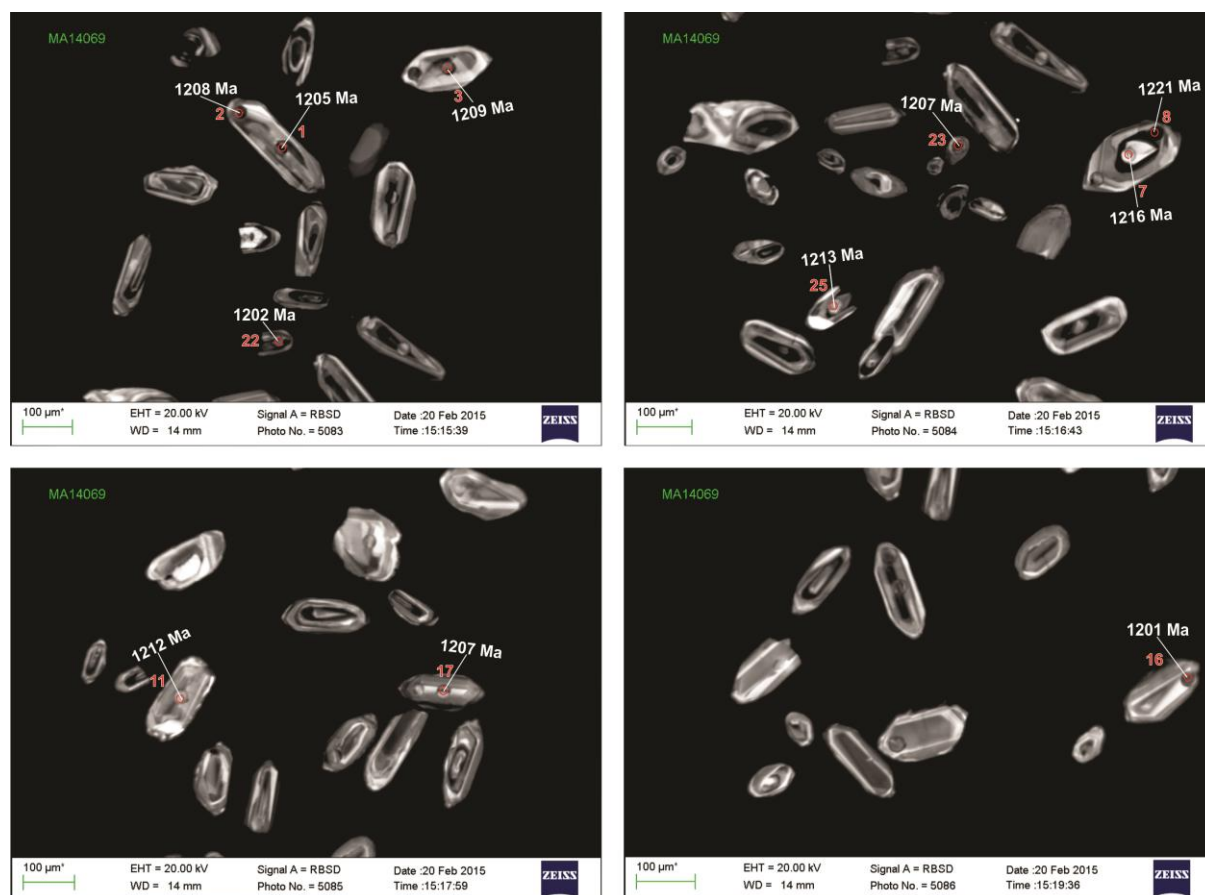 MA14069
1208 Ma
2
1205 Ma
1
3
1209 Ma
1202 Ma
22
100 µm*
EHT = 20.00 kV
WD = 14 mm
Signal A = RBSD
Photo No. = 5083
Date :20 Feb 2015
Time :15:15:39
ZEISS
MA14069
1207 Ma
23
1221 Ma
8
7
1216 Ma
1213 Ma
25
100 µm*
EHT = 20.00 kV
WD = 14 mm
Signal A = RBSD
Photo No. = 5084
Date :20 Feb 2015
Time :15:16:43
ZEISS
MA14069
1212 Ma
11
1207 Ma
17
100 µm*
EHT = 20.00 kV
WD = 14 mm
Signal A = RBSD
Photo No. = 5085
Date :20 Feb 2015
Time :15:17:59
ZEISS
MA14069
1201 Ma
16
100 µm*
EHT = 20.00 kV
WD = 14 mm
Signal A = RBSD
Photo No. = 5086
Date :20 Feb 2015
Time :15:19:36
ZEISS